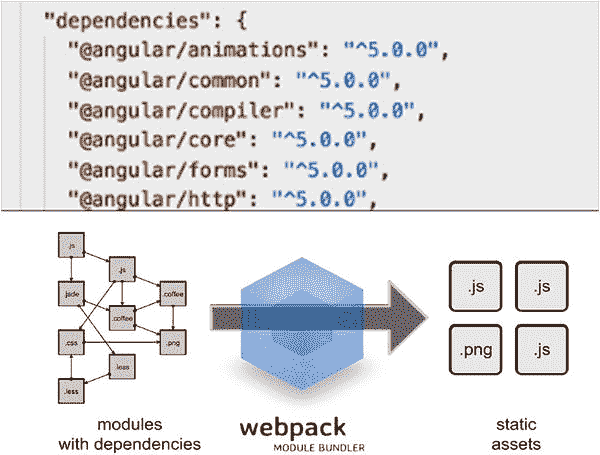 "dependencies": {
"@angular/animations": "^5.0.0",
"@angular/common": "^5.0.0",
"@angular/compiler": "^5.0.0",
"@angular/core": "^5.0.0",
"@angular/forms": "^5.0.0",
"@angular/http": "^5.0.0",
.js
.js
.jade
.coffee
.coffee
.css
.png
.less
.less
.js
.js
.png
.js
modules
with dependencies
webpack
MODULE BUNDLER
static
assets